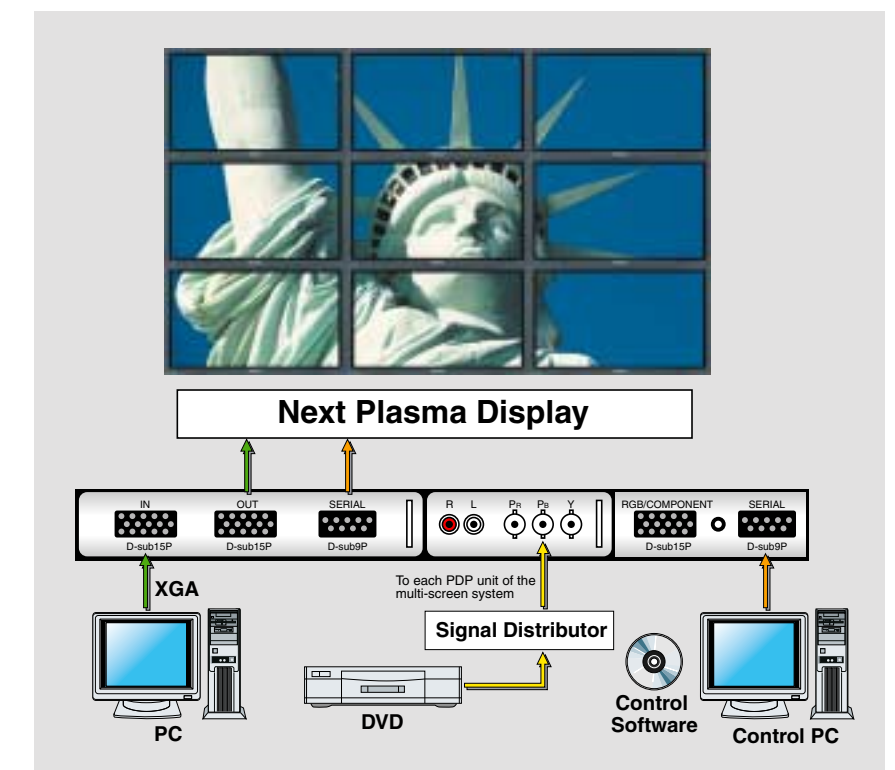 Next Plasma Display
IN
OUT
SERIAL
R
L
PR
PB
Y
RGB/COMPONENT
SERIAL
D-sub15P
D-sub15P
D-sub9P
D-sub15P
D-sub9P
XGA
To each PDP unit of the
multi-screen system
Signal Distributor
PC
DVD
Control
Software
Control PC